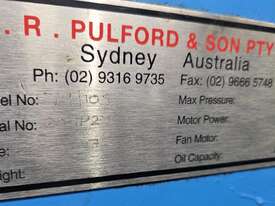 . R . PULFORD & SON PTY
Sydney Australia
Ph: (02) 9316 9735 Fax: (02) 9666 5748
el No: Max Pressure:
al Motor Power:
e: Fan Motor:
ight: Oil Capacity: